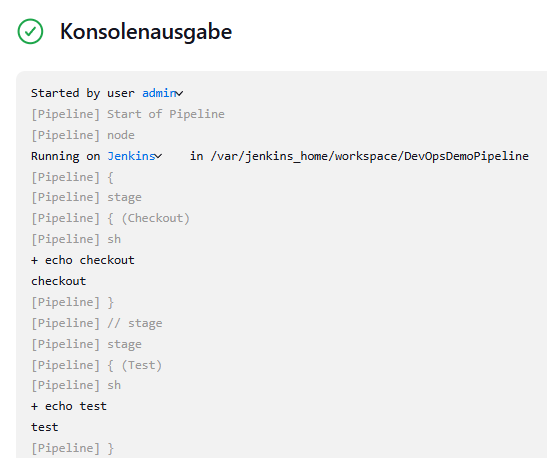 Konsolenausgabe
Started by user admin
[Pipeline] Start of Pipeline
[Pipeline] node
Running on Jenkins in /var/jenkins_home/workspace/DevOpsDemoPipeline
[Pipeline] {
[Pipeline] stage
[Pipeline] { (Checkout)
[Pipeline] sh
+ echo checkout
checkout
[Pipeline] }
[Pipeline] // stage
[Pipeline] stage
[Pipeline] { (Test)
[Pipeline] sh
+ echo test
test
[Pipeline] }